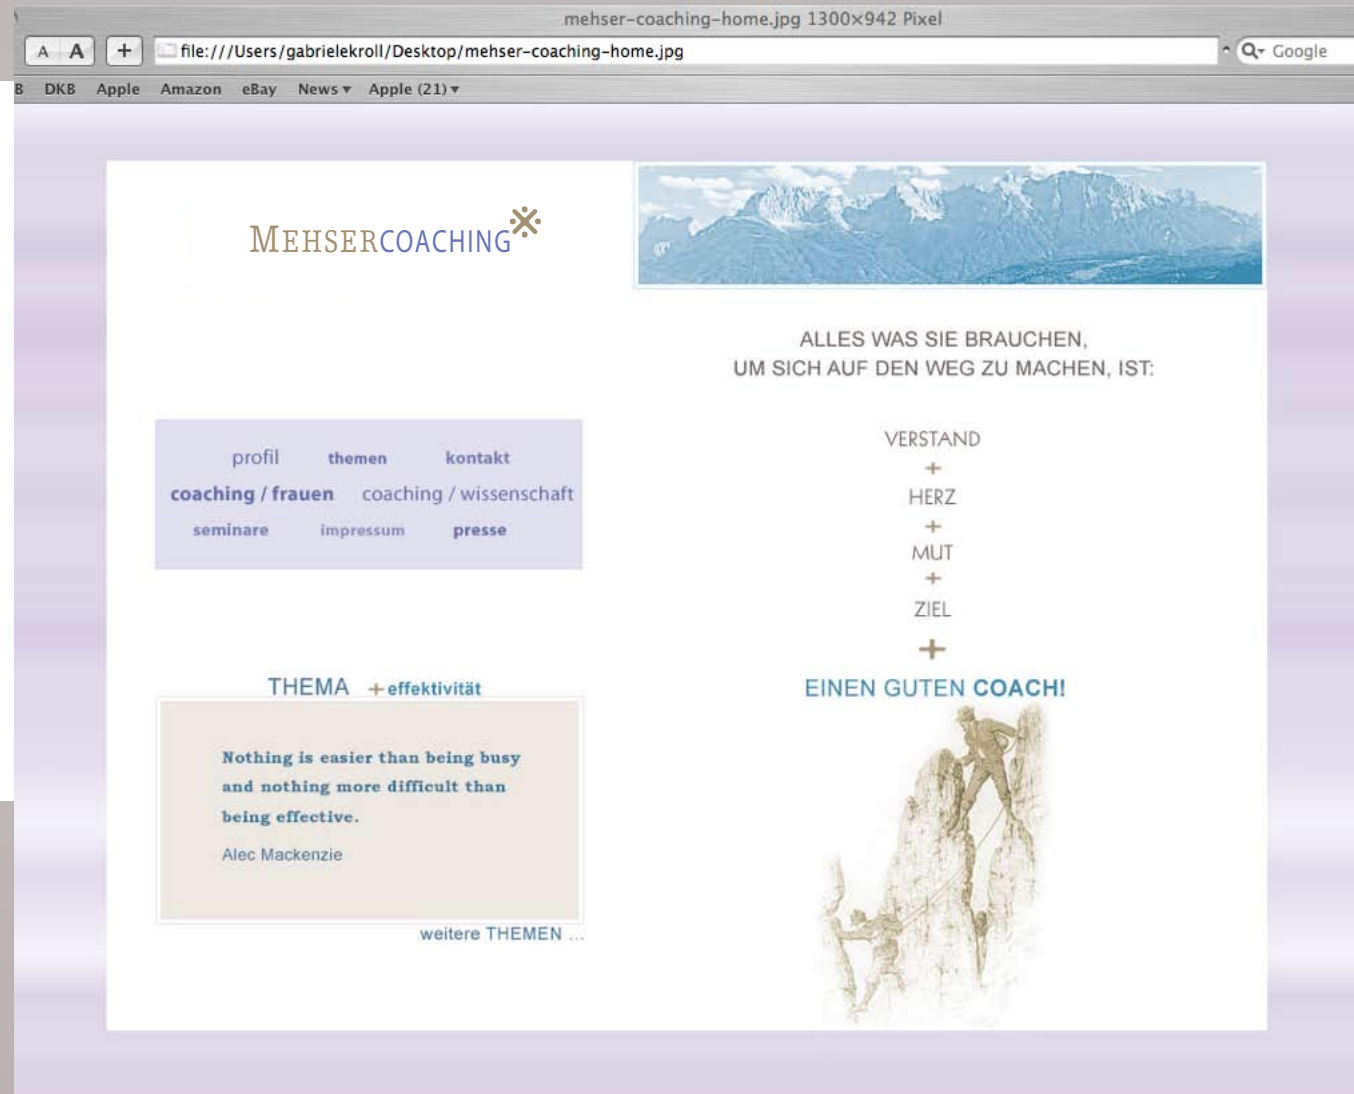 mehser-coaching-home.jpg 1300×942 Pixel
A A + file:///Users/gabrielekroll/Desktop/mehser-coaching-home.jpg Google
B DKB Apple Amazon eBay News Apple (21)
MEHSERCOACHING
ALLES WAS SIE BRAUCHEN,
UM SICH AUF DEN WEG ZU MACHEN, IST:
VERSTAND
+
HERZ
+
MUT
+
ZIEL
+
EINEN GUTEN COACH!
profil themen kontakt
coaching / frauen coaching / wissenschaft
seminare impressum presse
THEMA +effektivität
Nothing is easier than being busy
and nothing more difficult than
being effective.
Alec Mackenzie
weitere THEMEN ...